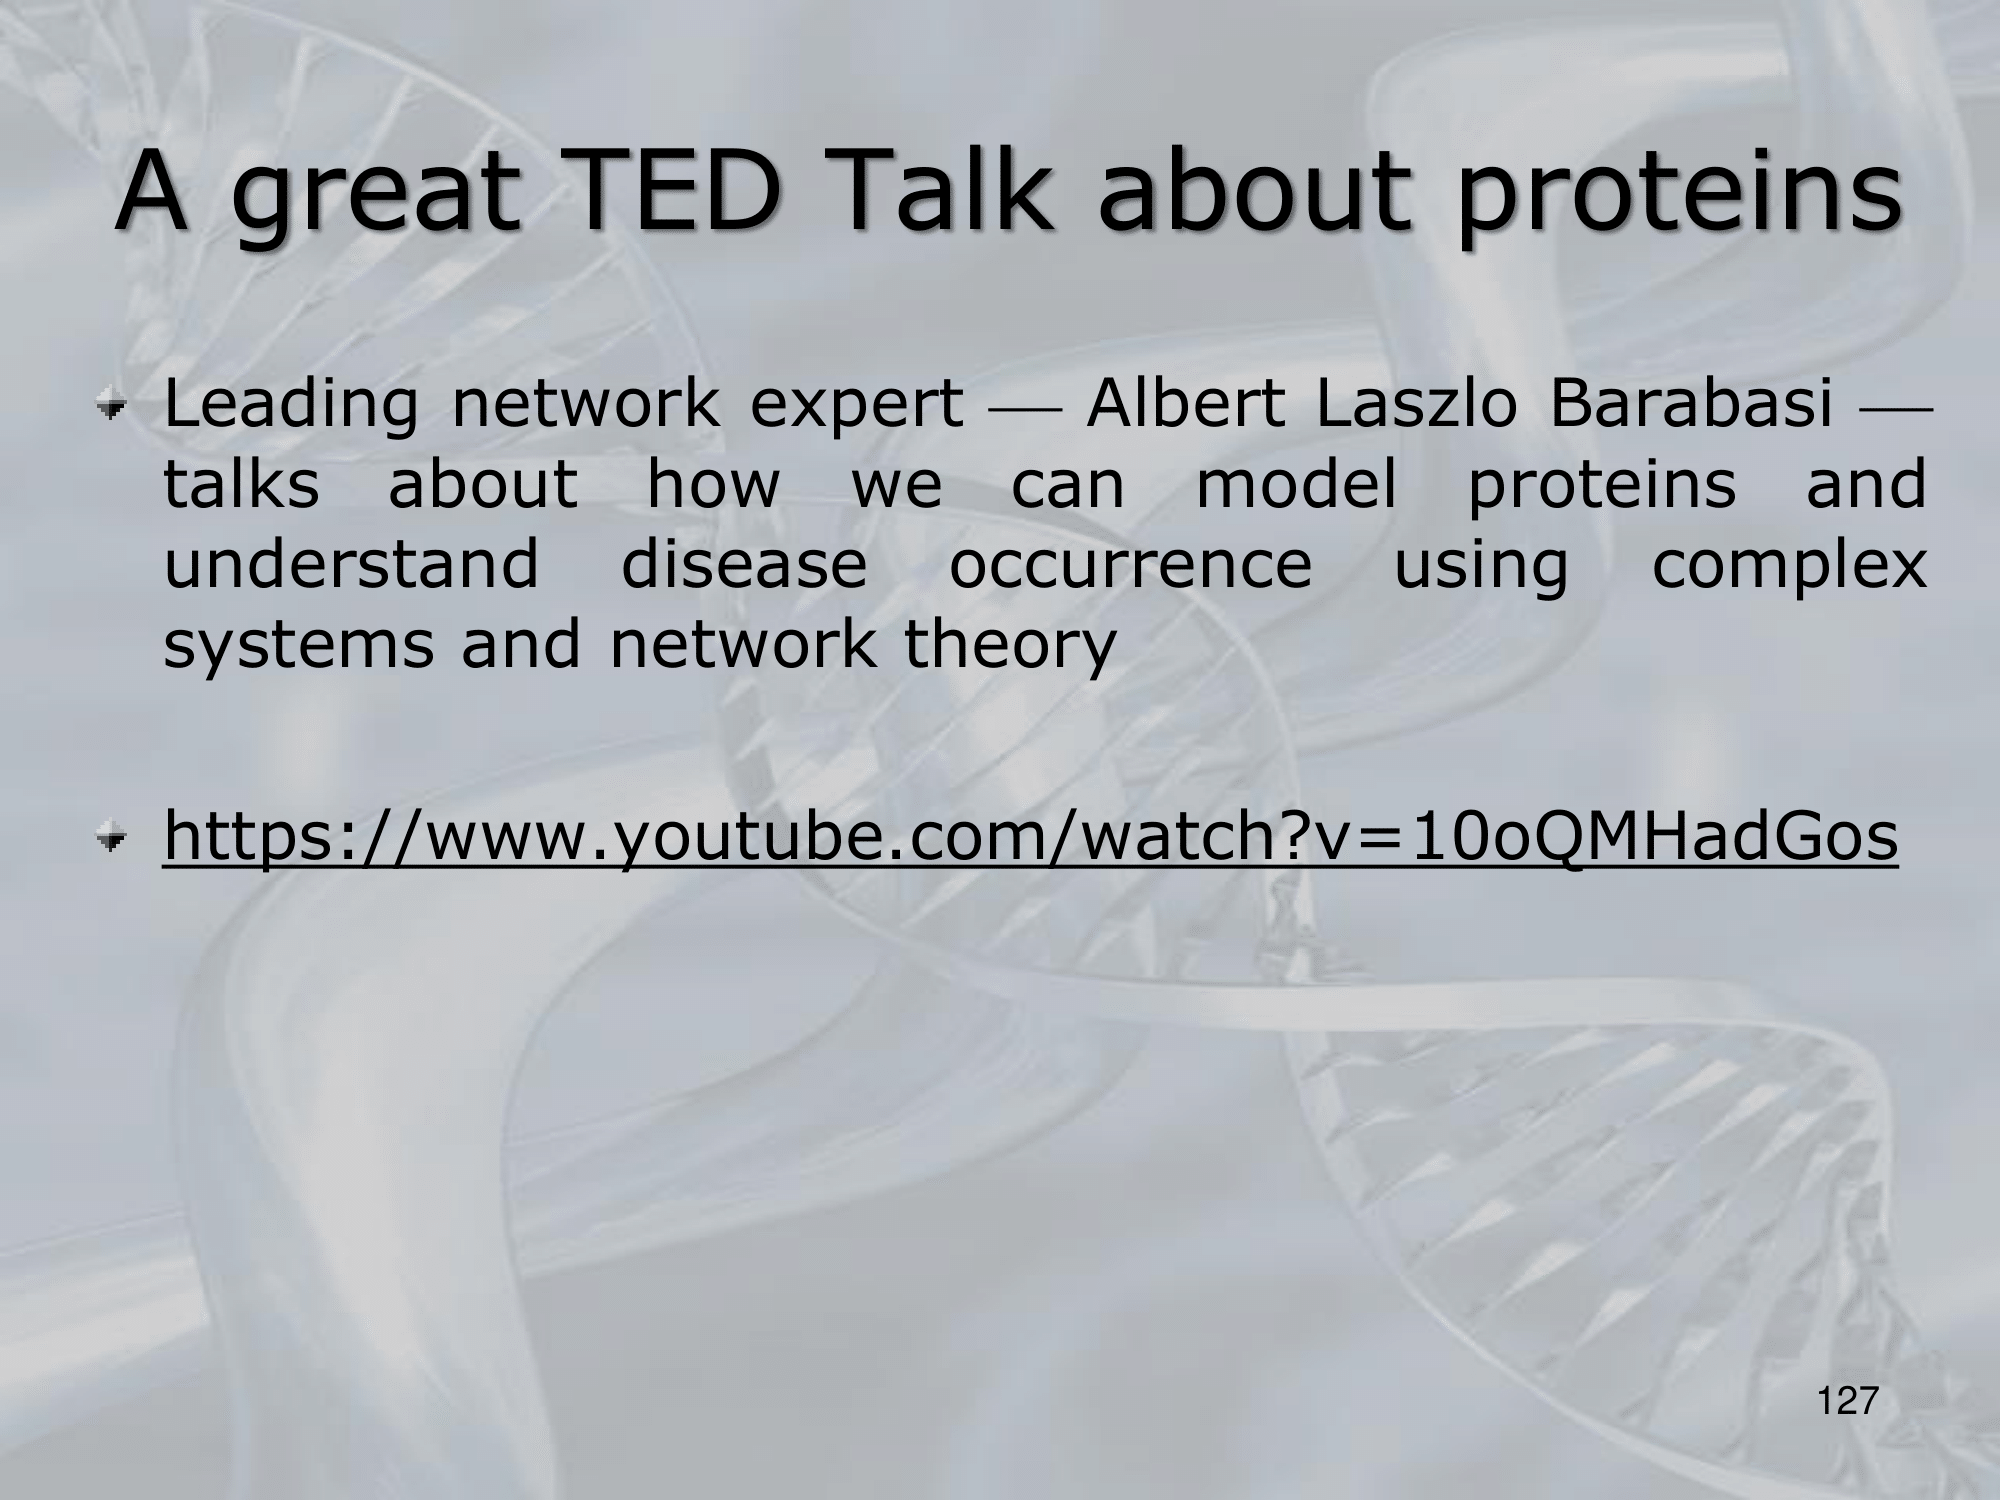 A great TED Talk about proteins
Leading network expert — Albert Laszlo Barabasi —
talks about how we can model proteins and
understand disease occurrence using complex
systems and network theory
https://www.youtube.com/watch?v=10oQMHadGos
127